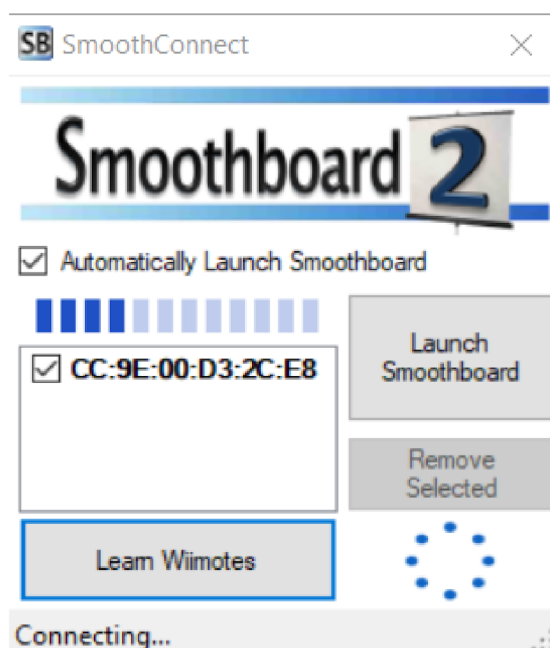 SB SmoothConnect
Smoothboard 2
Automatically Launch Smoothboard
CC:9E:00:D3:2C:E8
Launch
Smoothboard
Remove
Selected
Learn Wiimotes
Connecting...